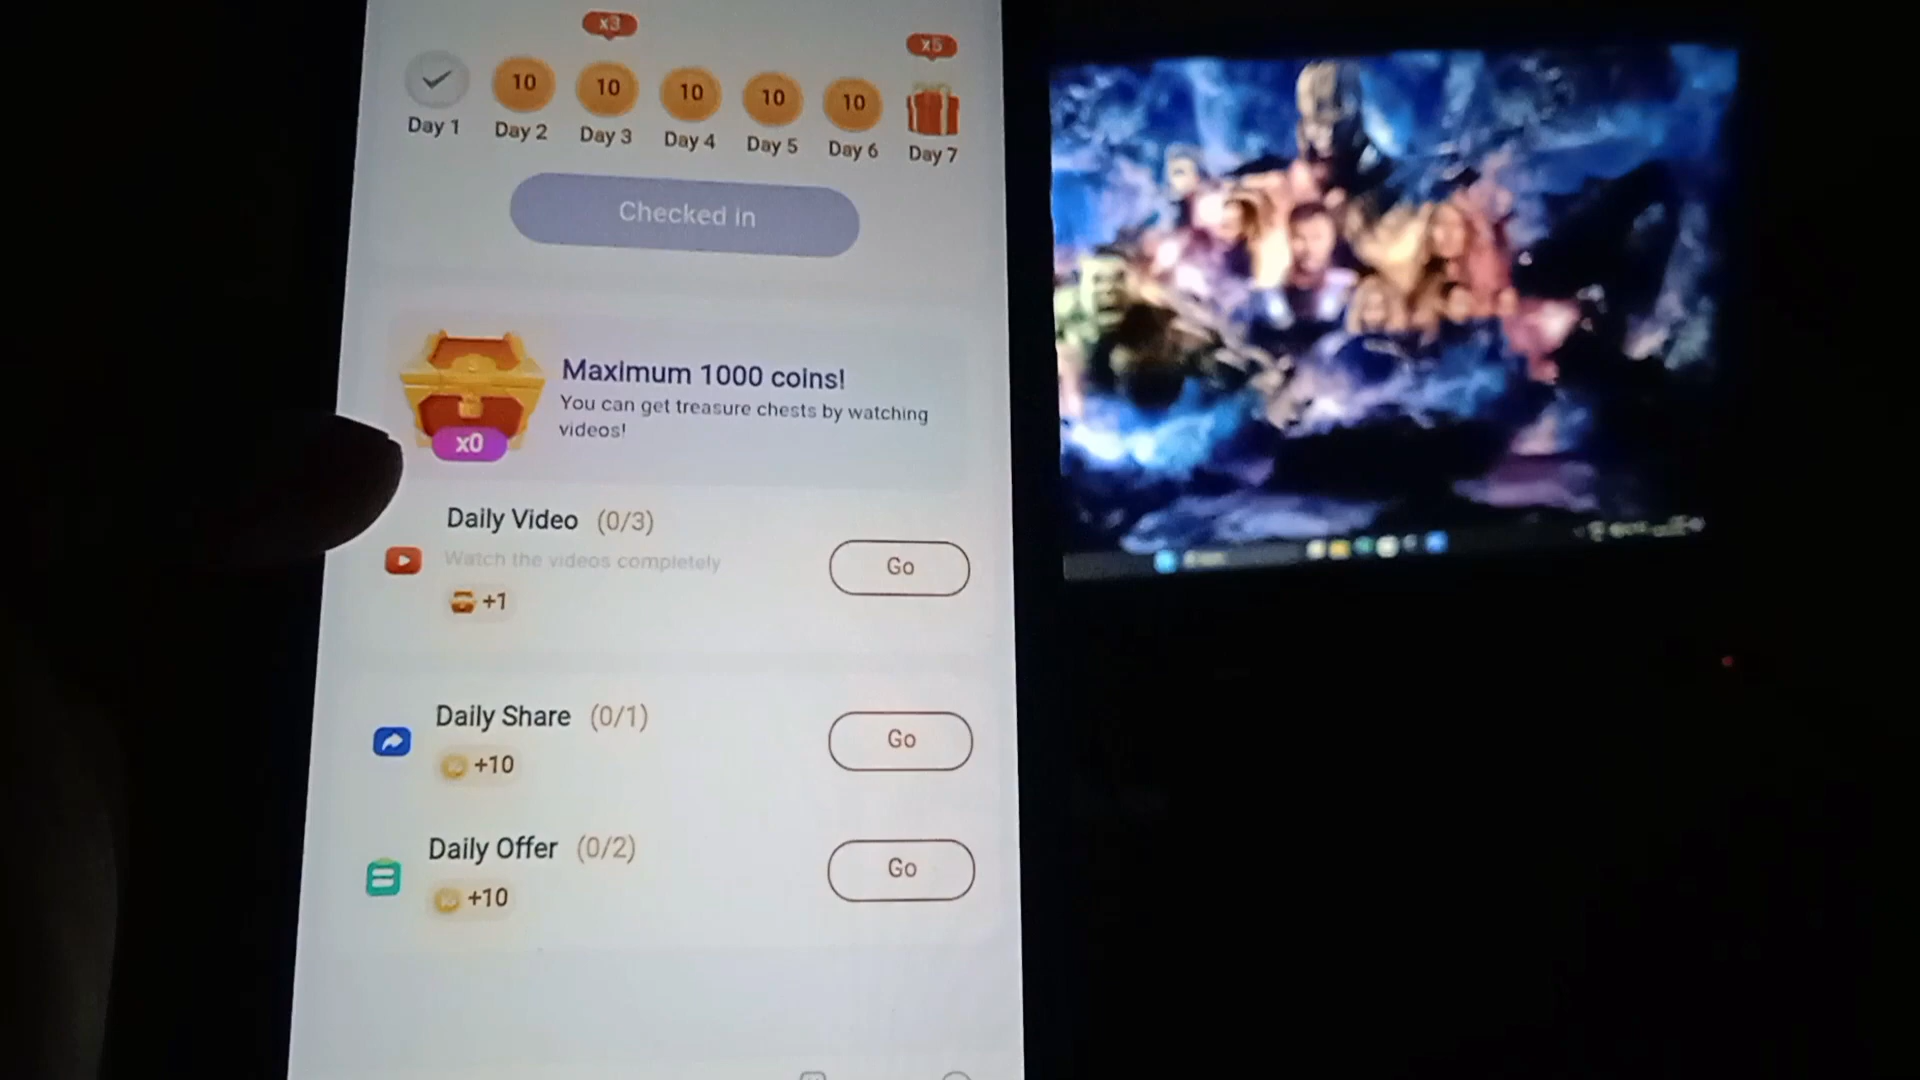 x3
x5
10
10
10
10
10
Day 1
Day 2
Day 3
Day 4
Day 5
Day 6
Day 7
Checked in
Maximum 1000 coins!
You can get treasure chests by watching
videos!
x0
Daily Video (0/3)
Watch the videos completely
+1
Go
Daily Share (0/1)
+10
Go
Daily Offer (0/2)
+10
Go